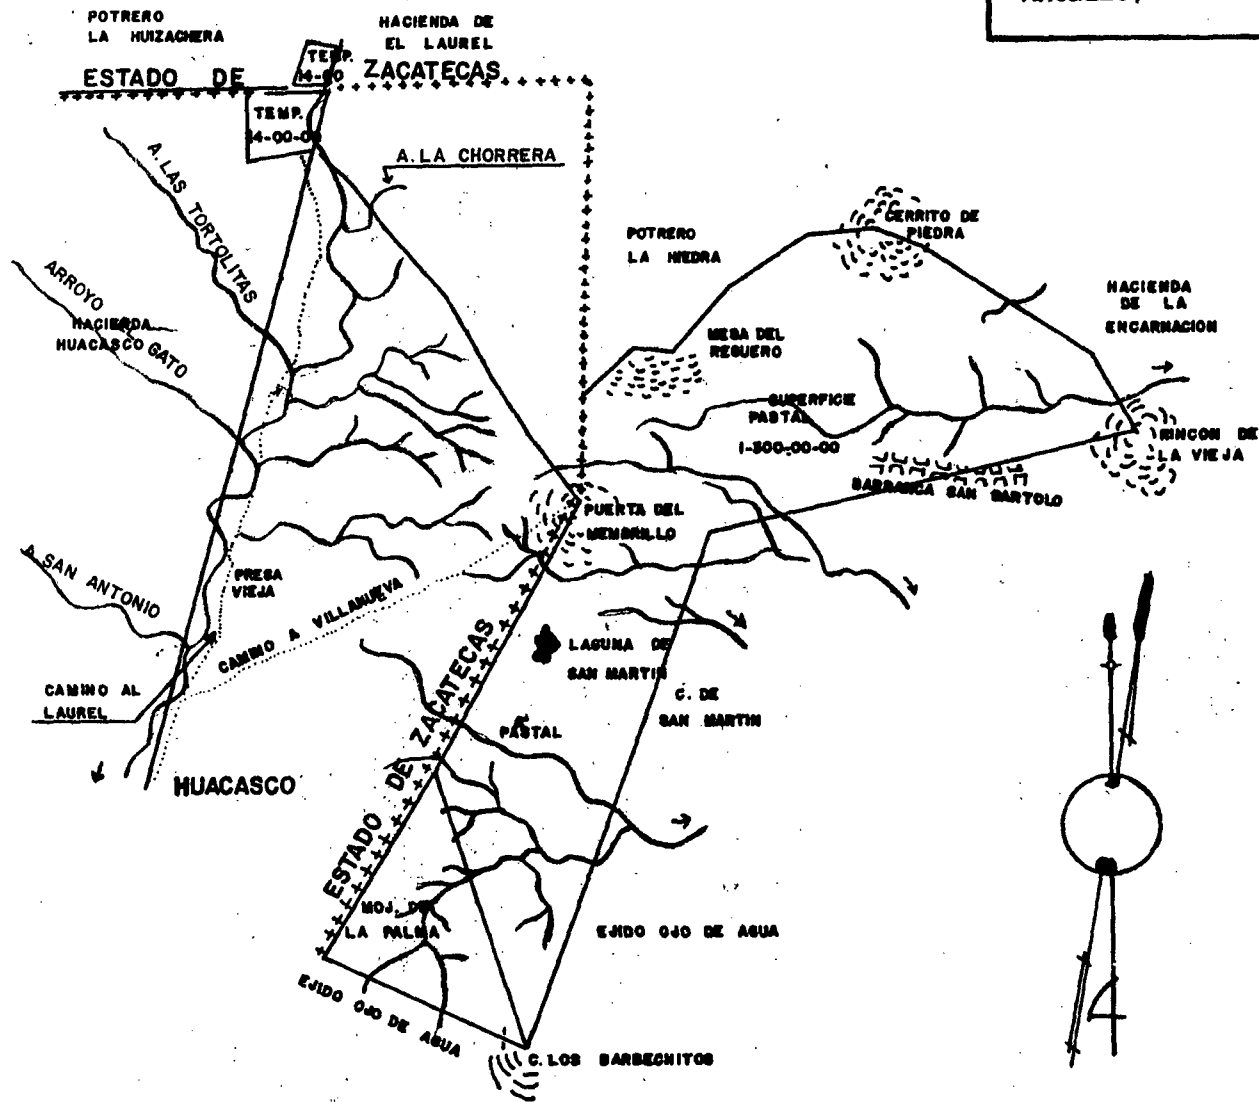 POTRERO
LA HUIZACHERA
HACIENDA DE
EL LAUREL
TEMP.
ESTADO DE
ZACATECAS
TEMP.
A. LA CHORRERA
A. LAS TORTOLITAS
ARROYO
GATO
HACIENDA
HUACASCO
POTRERO
LA HIEDRA
CERRITO DE
PIEDRA
HACIENDA
DE LA
ENCARNACION
MESA DEL
REGUERO
SUPERFICIE
PASTAL
1-300-00-00
RINCON DE
LA VIEJA
BARRANCA SAN BARTOLO
PUERTA DEL
MEMBRILLO
A. SAN ANTONIO
PRESA
VIEJA
CAMINO A VILLANUEVA
LAGUNA DE
SAN MARTIN
C. DE
SAN MARTIN
CAMINO AL
LAUREL
PASTAL
HUACASCO
ESTADO DE ZACATECAS
MOJ. DE
LA PALMA
EJIDO OJO DE AGUA
EJIDO OJO DE AGUA
C. LOS BARBECHITOS